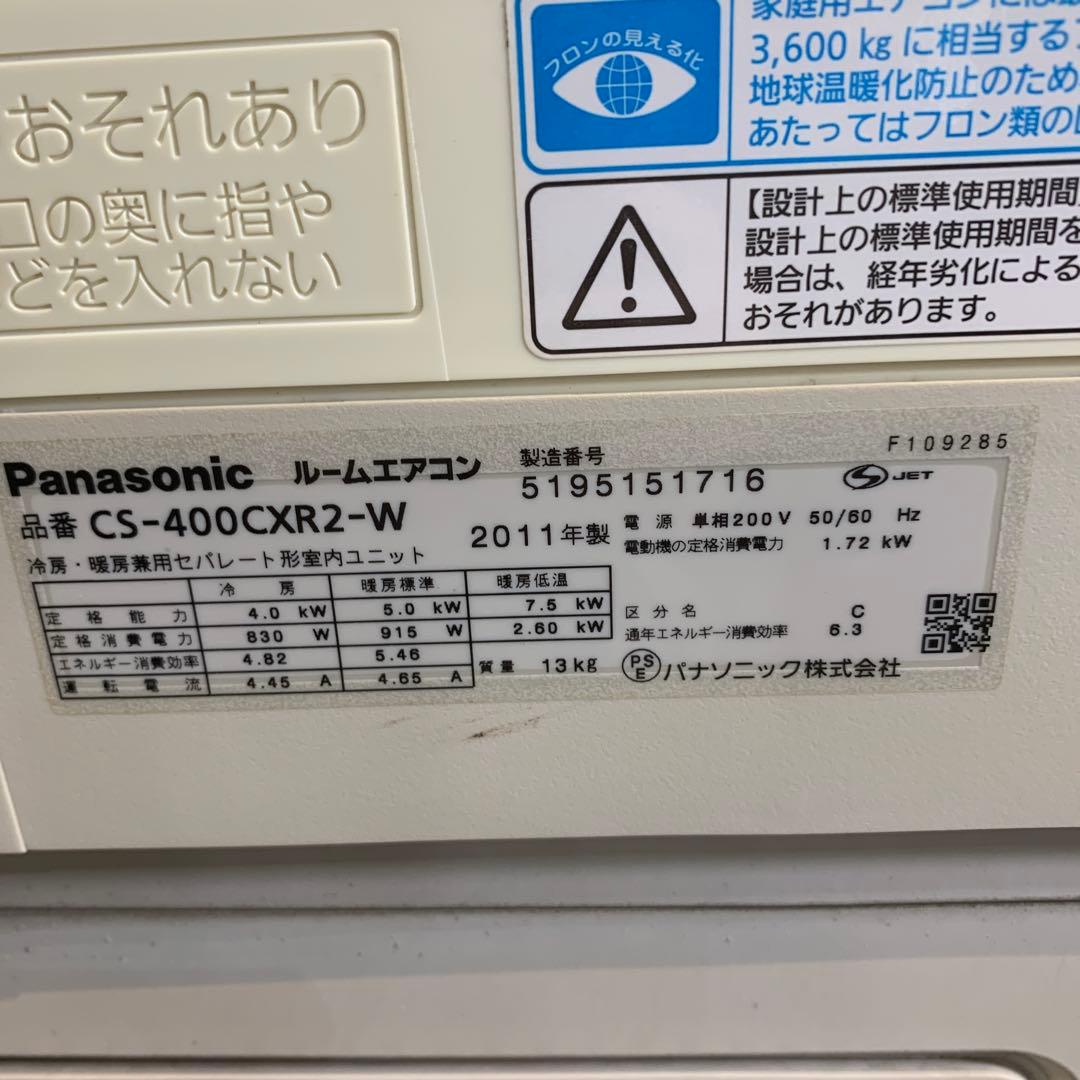 おそれあり
の奥に指や
どを入れない
フロンの見える化
家庭用エアコンには最
3,600 kg に相当する
地球温暖化防止のため
あたってはフロン類の
【設計上の標準使用期間
設計上の標準使用期間を
場合は、経年劣化による
おそれがあります。
F109285
Panasonic ルームエアコン 製造番号 5195151716 JET
品番 CS-400CXR2-W 2011年製
電源 単相200V 50/60 Hz
電動機の定格消費電力 1.72 kW
冷房・暖房兼用セパレート形室内ユニット
冷房 暖房標準 暖房低温
定格能力 4.0 kW 5.0 kW 7.5 kW
定格消費電力 830 W 915 W 2.60 kW
エネルギー消費効率 4.82 5.46
運転電流 4.45 A 4.65 A
質量 13kg
区分名 C
通年エネルギー消費効率 6.3
PSE パナソニック株式会社